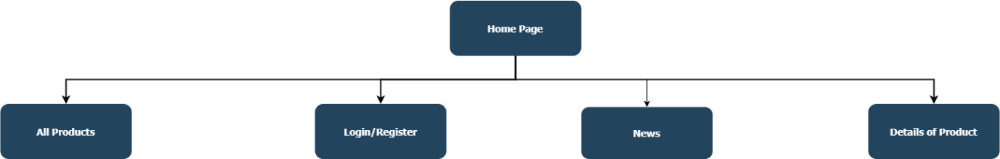 Home Page
All Products
Login/Register
News
Details of Product